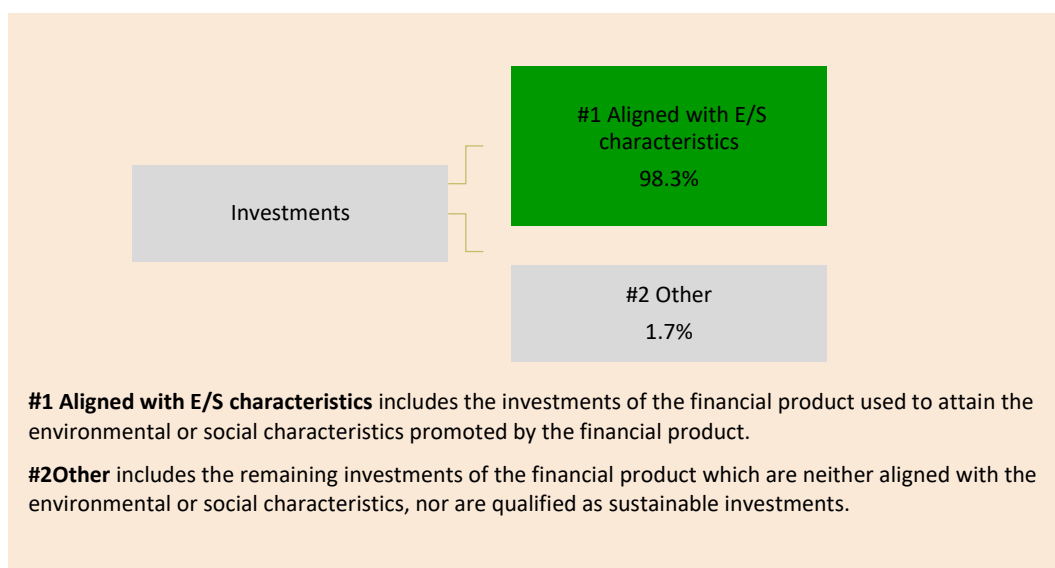 #1 Aligned with E/S
characteristics
98.3%
Investments
#2 Other
1.7%
#1 Aligned with E/S characteristics includes the investments of the financial product used to attain the
environmental or social characteristics promoted by the financial product.
#2Other includes the remaining investments of the financial product which are neither aligned with the
environmental or social characteristics, nor are qualified as sustainable investments.